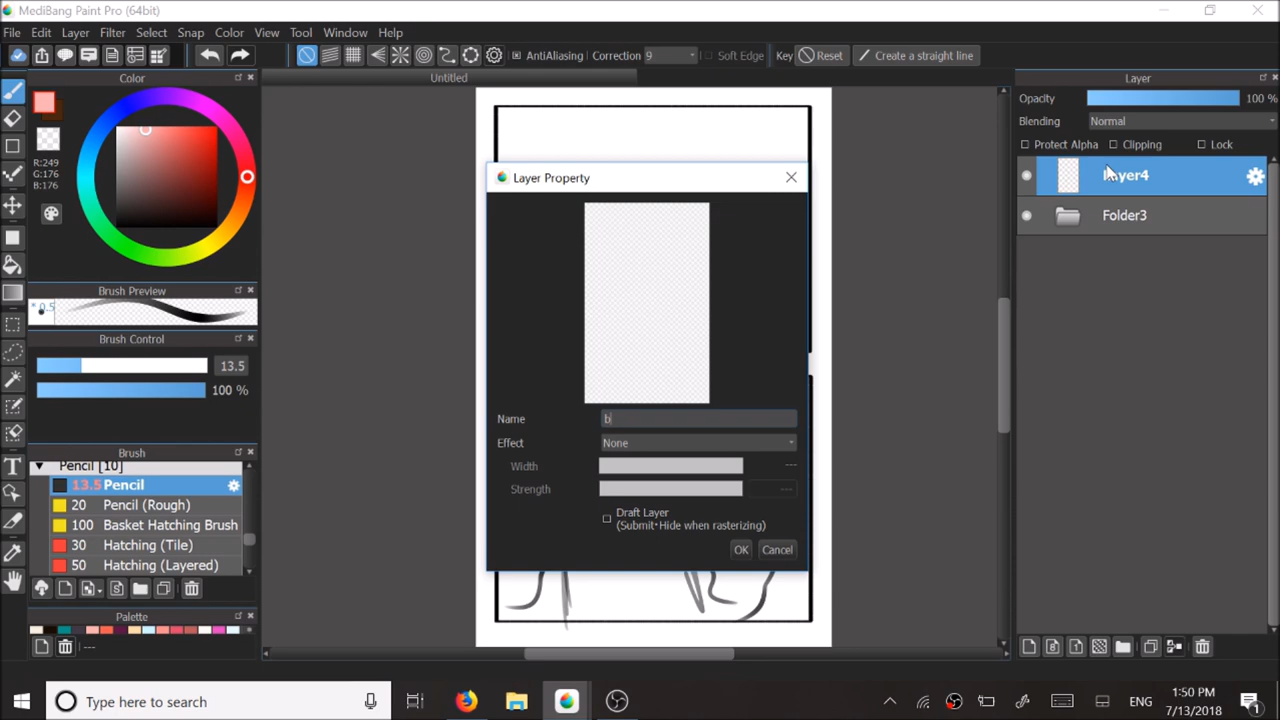 MediBang Paint Pro (64bit)
File Edit Layer Filter Select Snap Color View Tool Window Help
AntiAliasing Correction 9 Soft Edge Key Reset Create a straight line
Color
Untitled
Layer
Opacity 100 %
Blending Normal
Protect Alpha Clipping Lock
Layer4
Folder3
R:249
G:176
B:176
Brush Preview
* 0.5
Brush Control
13.5
100 %
Brush
Pencil [10]
13.5 Pencil
20 Pencil (Rough)
100 Basket Hatching Brush
30 Hatching (Tile)
50 Hatching (Layered)
Palette
---
Layer Property
Name b
Effect None
Width ---
Strength ---
Draft Layer
(Submit•Hide when rasterizing)
OK Cancel
Type here to search
ENG
1:50 PM
7/13/2018
1